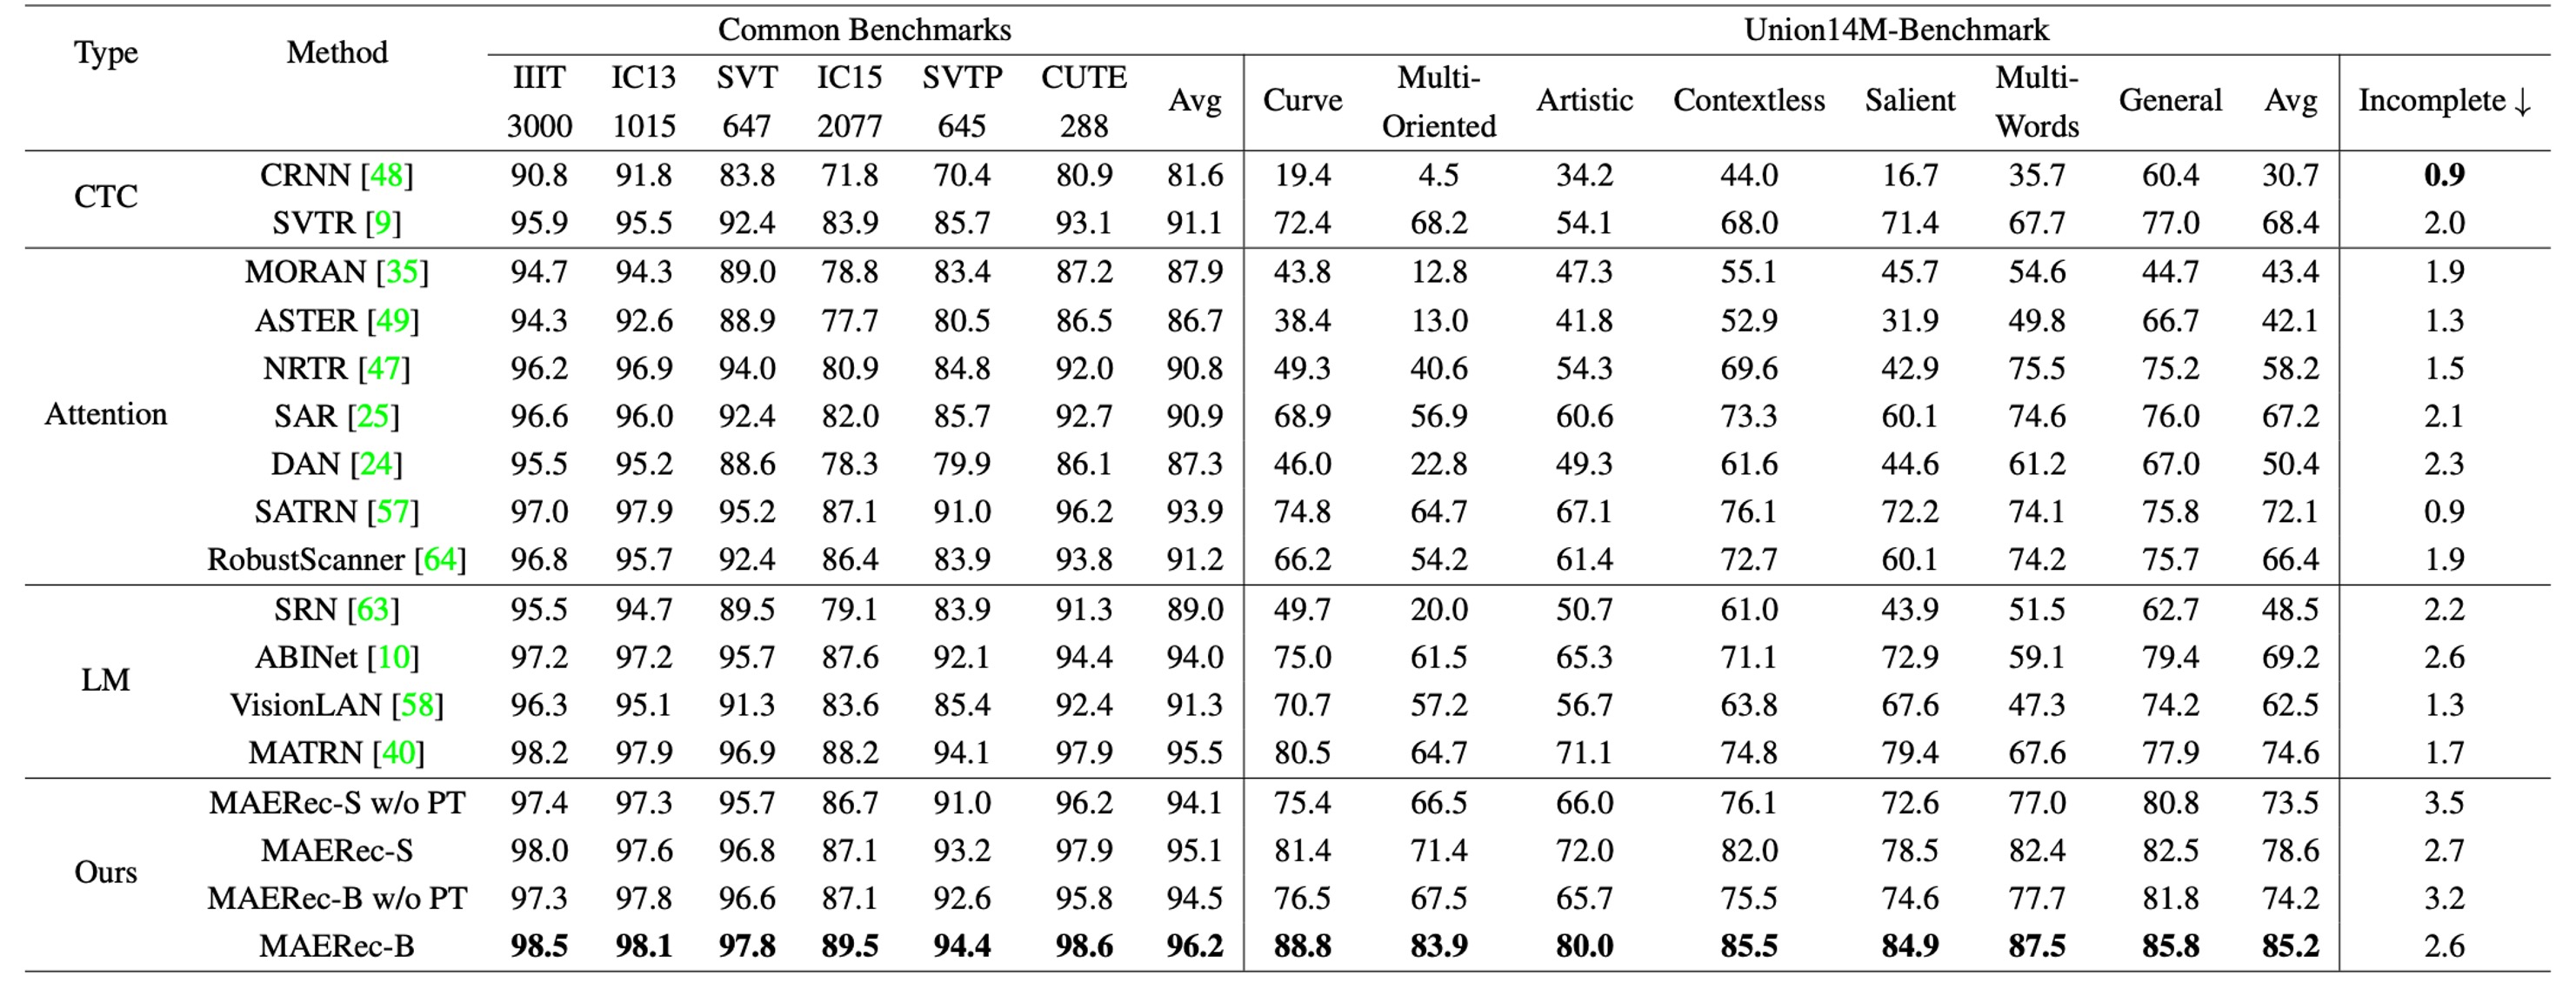 Type Method Common Benchmarks Union14M-Benchmark
IIIT IC13 SVT IC15 SVTP CUTE Avg Curve Multi- Artistic Contextless Salient Multi- General Avg Incomplete ↓
3000 1015 647 2077 645 288 Oriented Words
CTC CRNN [48] 90.8 91.8 83.8 71.8 70.4 80.9 81.6 19.4 4.5 34.2 44.0 16.7 35.7 60.4 30.7 0.9
SVTR [9] 95.9 95.5 92.4 83.9 85.7 93.1 91.1 72.4 68.2 54.1 68.0 71.4 67.7 77.0 68.4 2.0
Attention MORAN [35] 94.7 94.3 89.0 78.8 83.4 87.2 87.9 43.8 12.8 47.3 55.1 45.7 54.6 44.7 43.4 1.9
ASTER [49] 94.3 92.6 88.9 77.7 80.5 86.5 86.7 38.4 13.0 41.8 52.9 31.9 49.8 66.7 42.1 1.3
NRTR [47] 96.2 96.9 94.0 80.9 84.8 92.0 90.8 49.3 40.6 54.3 69.6 42.9 75.5 75.2 58.2 1.5
SAR [25] 96.6 96.0 92.4 82.0 85.7 92.7 90.9 68.9 56.9 60.6 73.3 60.1 74.6 76.0 67.2 2.1
DAN [24] 95.5 95.2 88.6 78.3 79.9 86.1 87.3 46.0 22.8 49.3 61.6 44.6 61.2 67.0 50.4 2.3
SATRN [57] 97.0 97.9 95.2 87.1 91.0 96.2 93.9 74.8 64.7 67.1 76.1 72.2 74.1 75.8 72.1 0.9
RobustScanner [64] 96.8 95.7 92.4 86.4 83.9 93.8 91.2 66.2 54.2 61.4 72.7 60.1 74.2 75.7 66.4 1.9
LM SRN [63] 95.5 94.7 89.5 79.1 83.9 91.3 89.0 49.7 20.0 50.7 61.0 43.9 51.5 62.7 48.5 2.2
ABINet [10] 97.2 97.2 95.7 87.6 92.1 94.4 94.0 75.0 61.5 65.3 71.1 72.9 59.1 79.4 69.2 2.6
VisionLAN [58] 96.3 95.1 91.3 83.6 85.4 92.4 91.3 70.7 57.2 56.7 63.8 67.6 47.3 74.2 62.5 1.3
MATRN [40] 98.2 97.9 96.9 88.2 94.1 97.9 95.5 80.5 64.7 71.1 74.8 79.4 67.6 77.9 74.6 1.7
Ours MAERec-S w/o PT 97.4 97.3 95.7 86.7 91.0 96.2 94.1 75.4 66.5 66.0 76.1 72.6 77.0 80.8 73.5 3.5
MAERec-S 98.0 97.6 96.8 87.1 93.2 97.9 95.1 81.4 71.4 72.0 82.0 78.5 82.4 82.5 78.6 2.7
MAERec-B w/o PT 97.3 97.8 96.6 87.1 92.6 95.8 94.5 76.5 67.5 65.7 75.5 74.6 77.7 81.8 74.2 3.2
MAERec-B 98.5 98.1 97.8 89.5 94.4 98.6 96.2 88.8 83.9 80.0 85.5 84.9 87.5 85.8 85.2 2.6